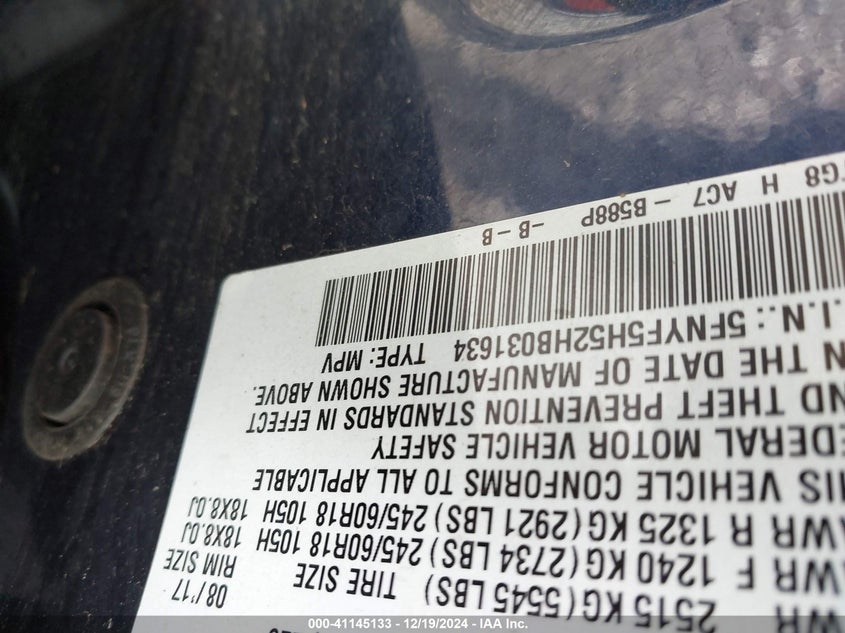 08/'17
WR 2515 KG (5545 LBS) TIRE SIZE RIM SIZE
AWR F 1240 KG (2734 LBS) 245/60R18 105H 18X8.0J
AWR R 1325 KG (2921 LBS) 245/60R18 105H 18X8.0J
HIS VEHICLE CONFORMS TO ALL APPLICABLE
EDERAL MOTOR VEHICLE SAFETY
ND THEFT PREVENTION STANDARDS IN EFFECT
N THE DATE OF MANUFACTURE SHOWN ABOVE.
.I.N.: 5FNYF5H52HB031634 TYPE: MPV
TG8 H AC7 - B588P -B-B
000-41145133 - 12/19/2024 - IAA Inc.